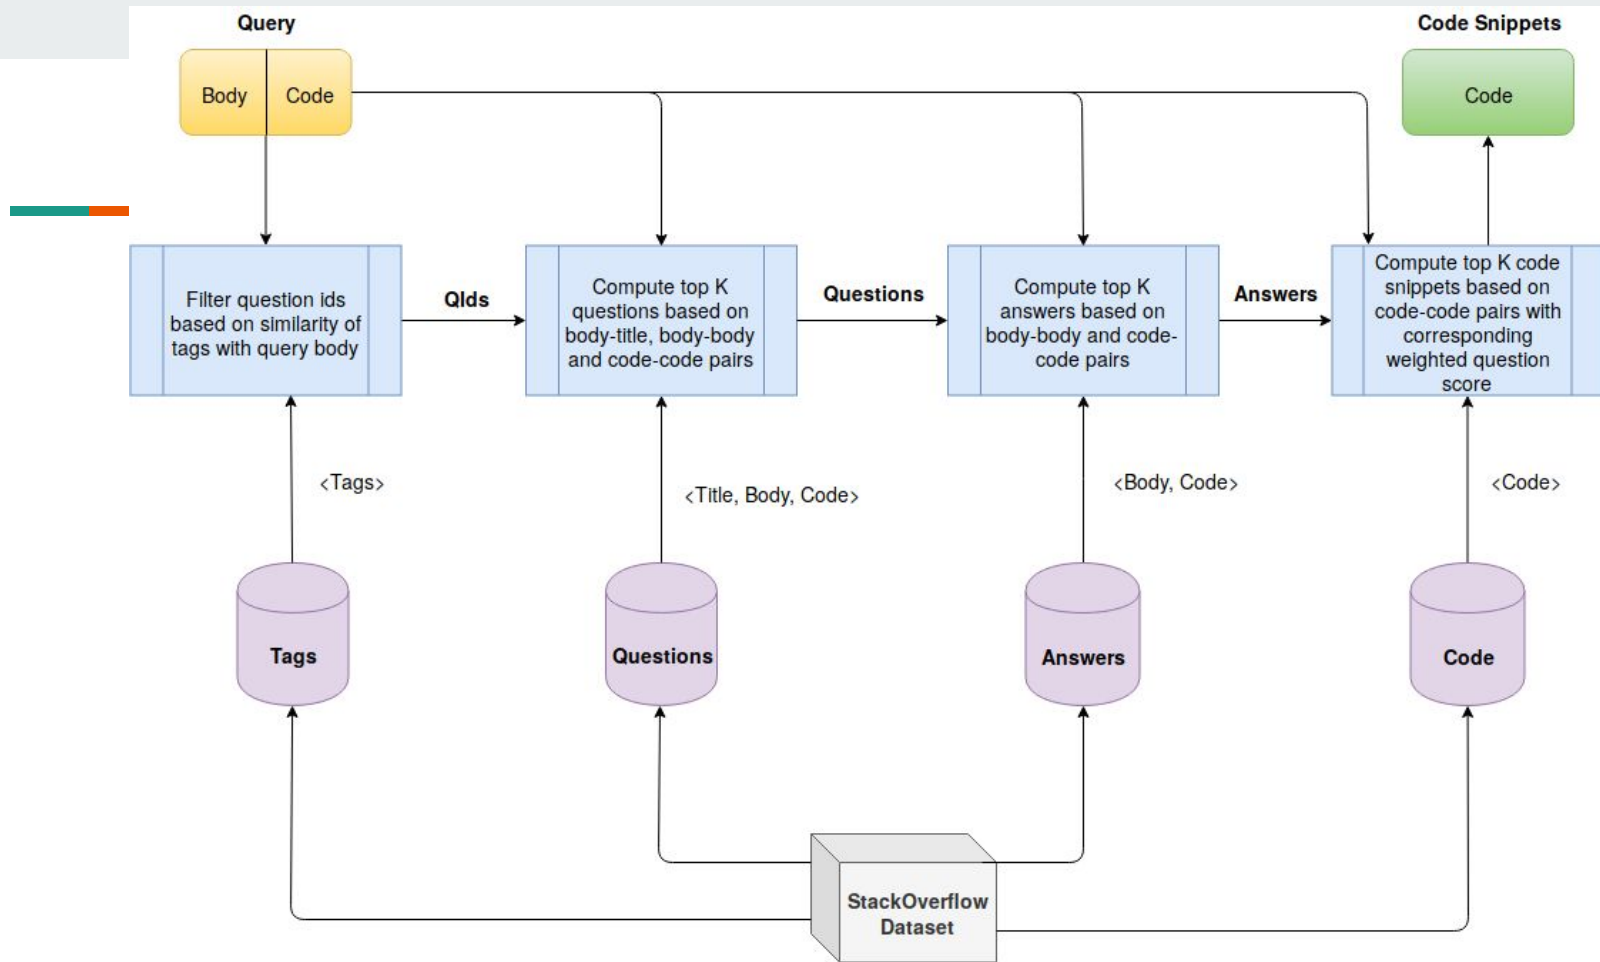 Query
Code Snippets
Body
Code
Code
Filter question ids
based on similarity of
tags with query body
QIds
Compute top K
questions based on
body-title, body-body
and code-code pairs
Questions
Compute top K
answers based on
body-body and code-
code pairs
Answers
Compute top K code
snippets based on
code-code pairs with
corresponding
weighted question
score
<Tags>
<Title, Body, Code>
<Body, Code>
<Code>
Tags
Questions
Answers
Code
StackOverflow
Dataset